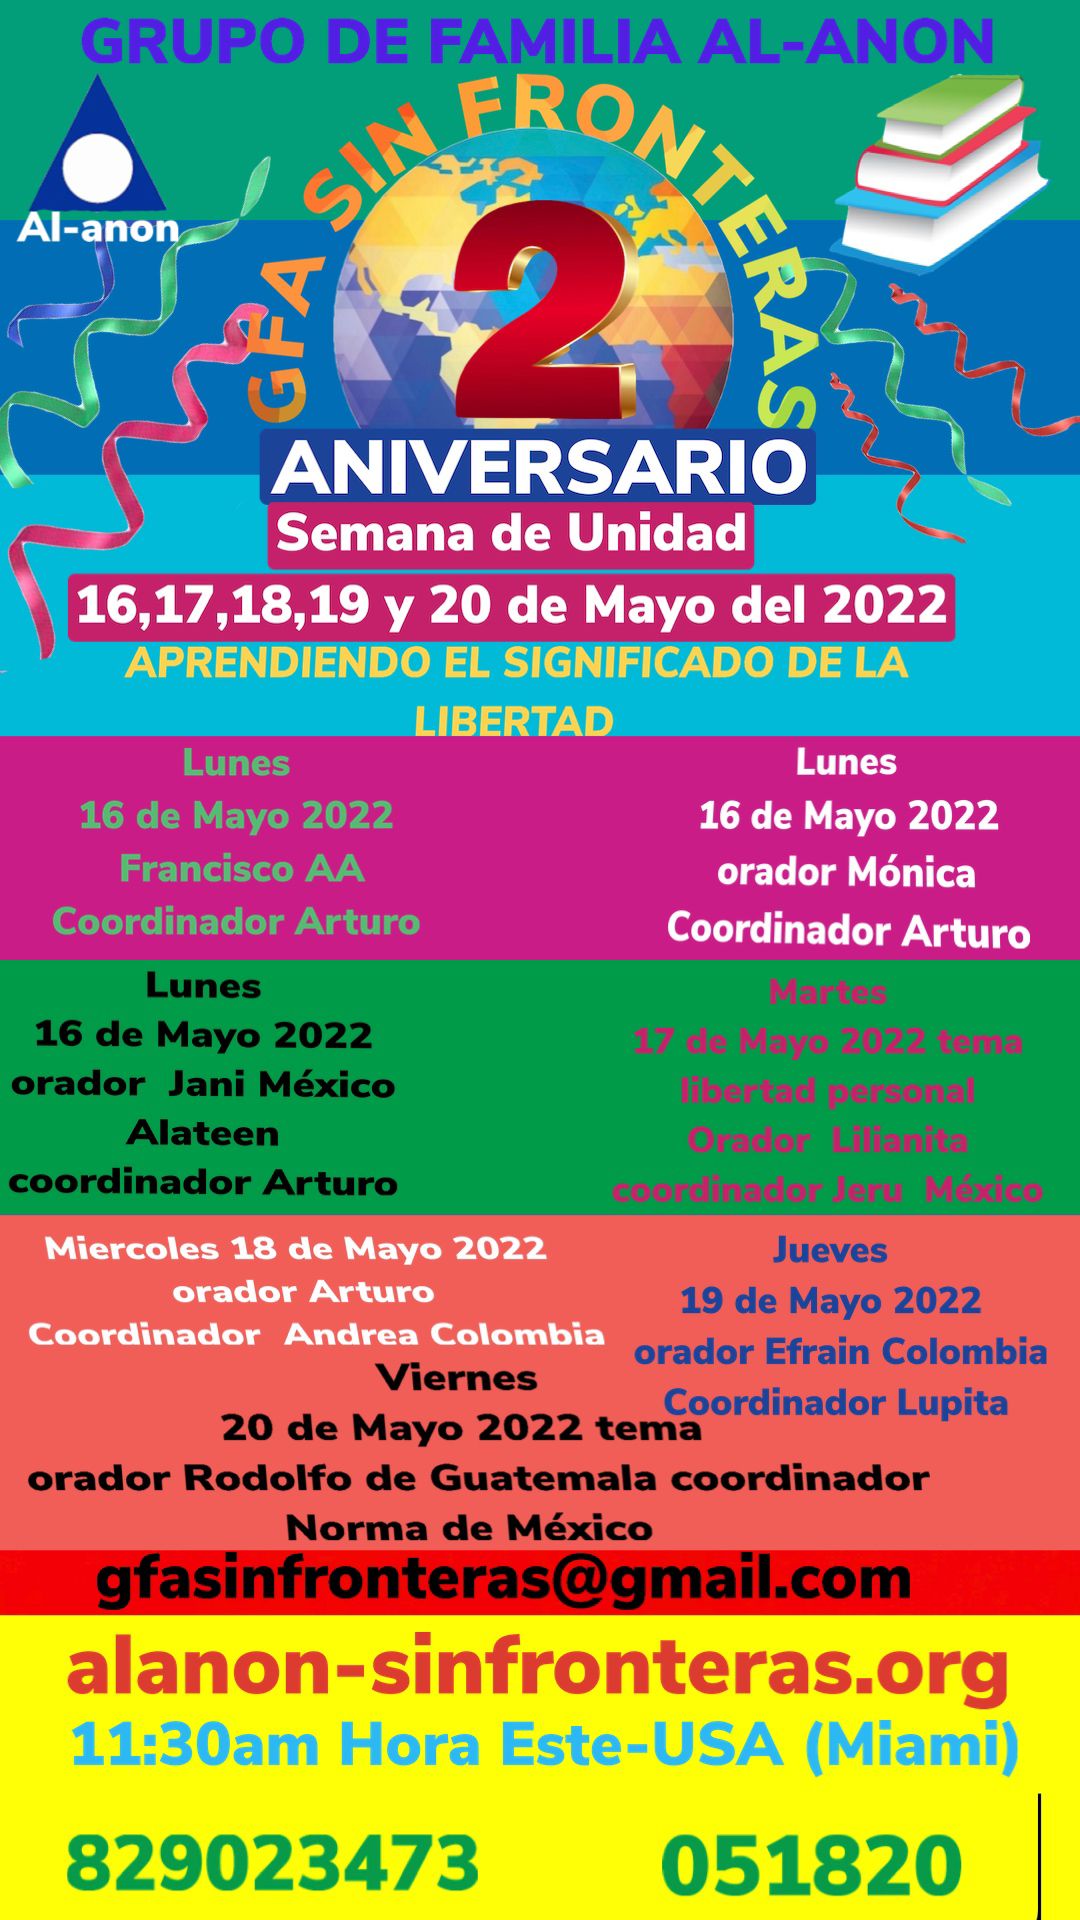 GRUPO DE FAMILIA AL-ANON
GFA SIN FRONTERAS
Al-anon
2
ANIVERSARIO
Semana de Unidad
16,17,18,19 y 20 de Mayo del 2022
APRENDIENDO EL SIGNIFICADO DE LA
LIBERTAD
Lunes
16 de Mayo 2022
Francisco AA
Coordinador Arturo
Lunes
16 de Mayo 2022
orador Mónica
Coordinador Arturo
Lunes
16 de Mayo 2022
orador Jani México
Alateen
coordinador Arturo
Martes
17 de Mayo 2022 tema
libertad personal
Orador Lilianita
coordinador Jeru México
Miercoles 18 de Mayo 2022
orador Arturo
Coordinador Andrea Colombia
Jueves
19 de Mayo 2022
orador Efrain Colombia
Coordinador Lupita
Viernes
20 de Mayo 2022 tema
orador Rodolfo de Guatemala coordinador
Norma de México
gfasinfronteras@gmail.com
alanon-sinfronteras.org
11:30am Hora Este-USA (Miami)
829023473
051820